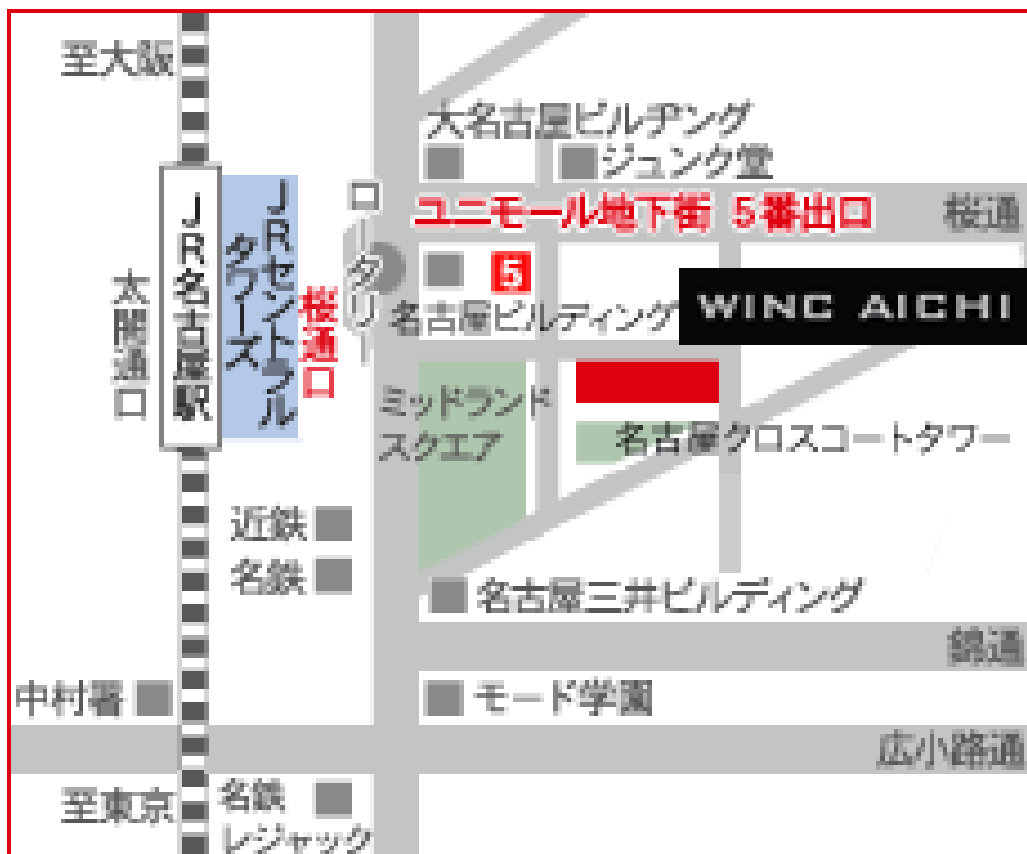 至大阪
大名古屋ビルヂング
ジュンク堂
ユニモール地下街 5番出口
桜通
JR名古屋駅
JRセントラル
タワーズ
桜通口
ロータリー
太閤通口
5
名古屋ビルディング
WINC AICHI
ミッドランド
スクエア
名古屋クロスコートタワー
近鉄
名鉄
名古屋三井ビルディング
錦通
中村署
モード学園
広小路通
至東京
名鉄
レジャック